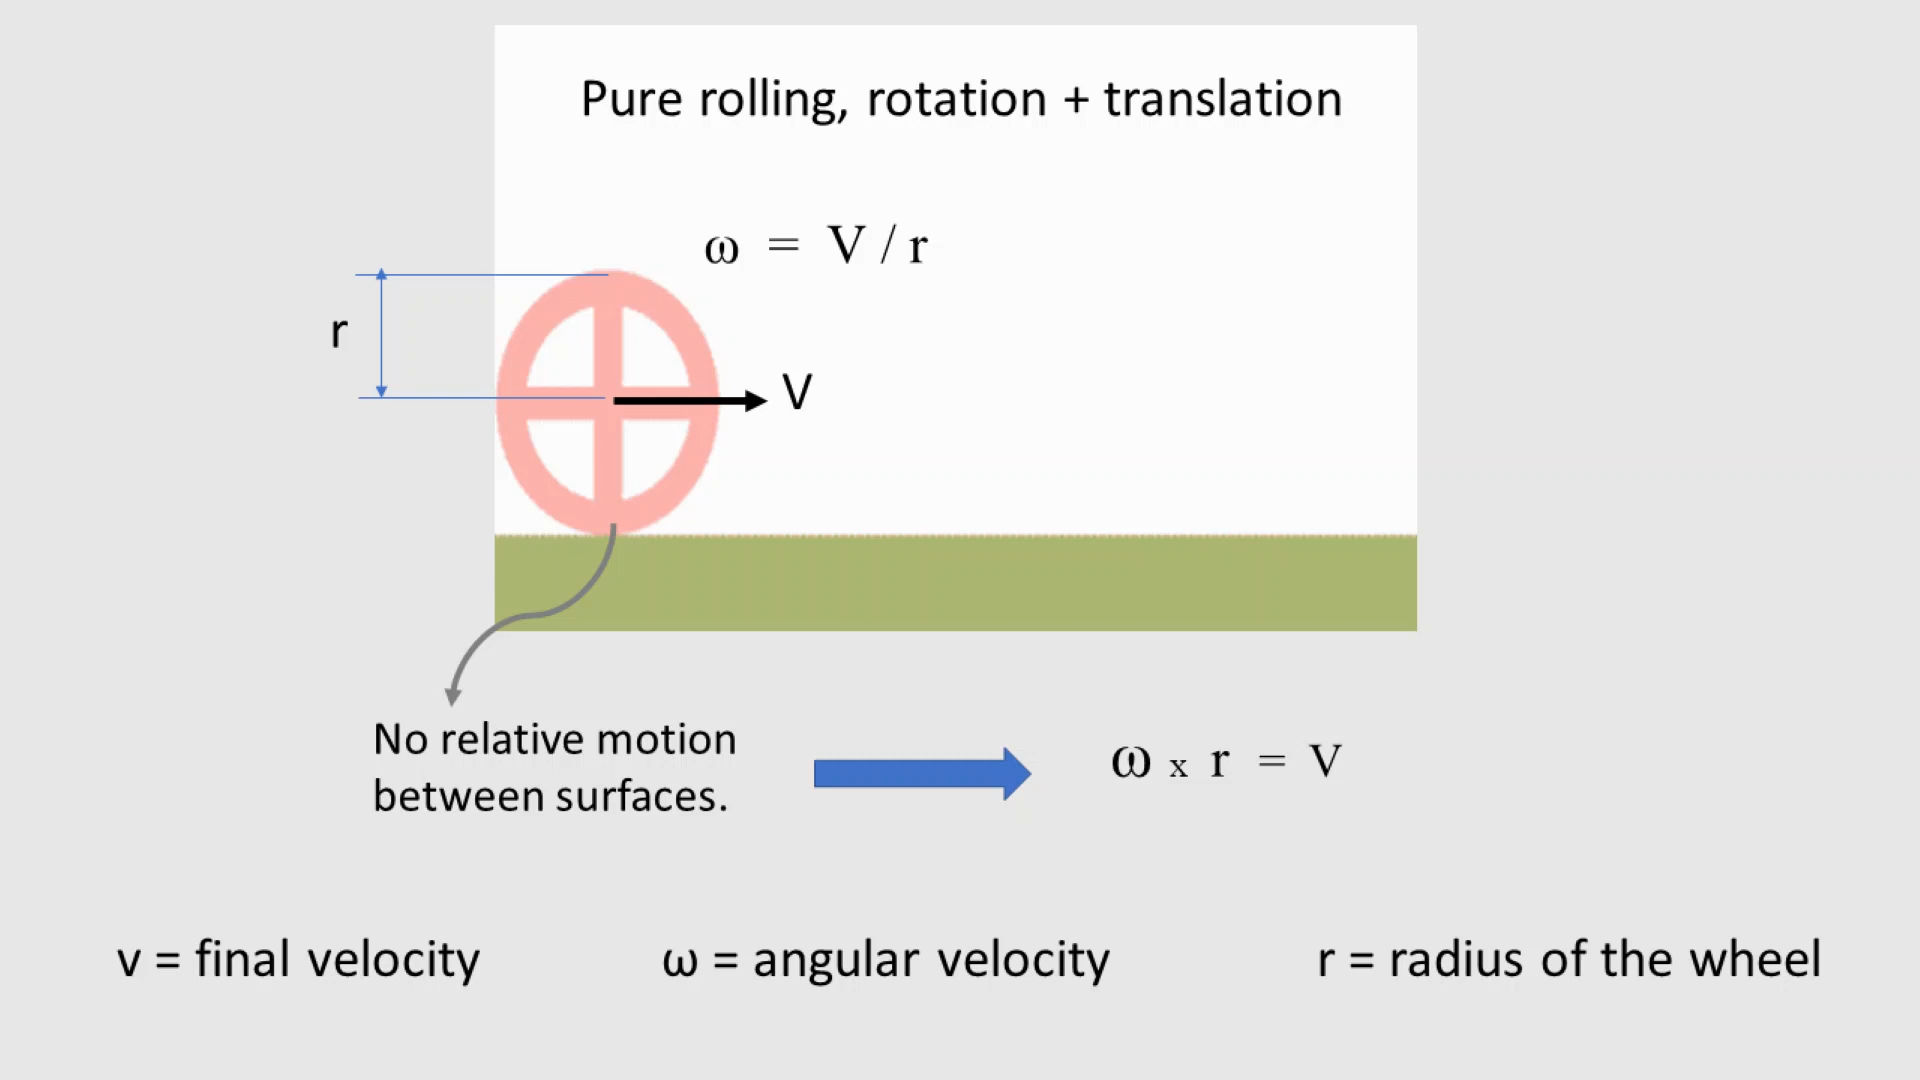 Pure rolling, rotation + translation
ω = V / r
r
V
No relative motion
between surfaces.
ω x r = V
v = final velocity
ω = angular velocity
r = radius of the wheel